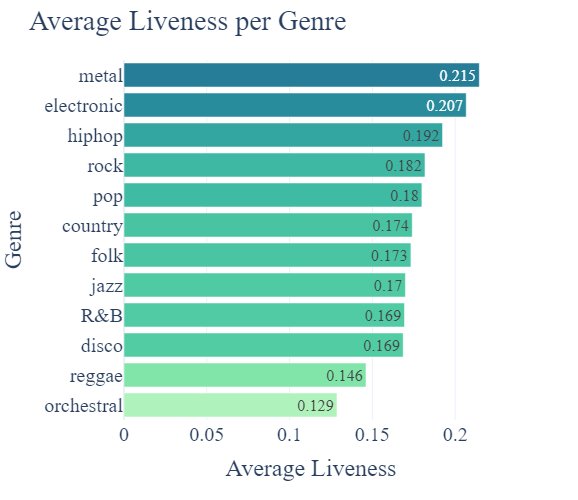 Average Liveness per Genre
Genre
metal 0.215
electronic 0.207
hiphop 0.192
rock 0.182
pop 0.18
country 0.174
folk 0.173
jazz 0.17
R&B 0.169
disco 0.169
reggae 0.146
orchestral 0.129
0 0.05 0.1 0.15 0.2
Average Liveness